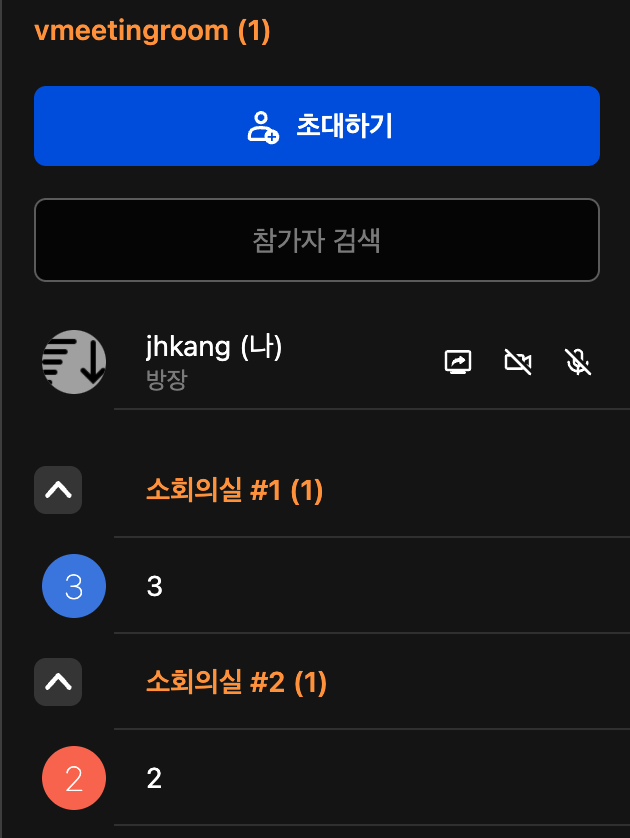 vmeetingroom (1)
초대하기
참가자 검색
jhkang (나)
방장
소회의실 #1 (1)
3
3
소회의실 #2 (1)
2
2